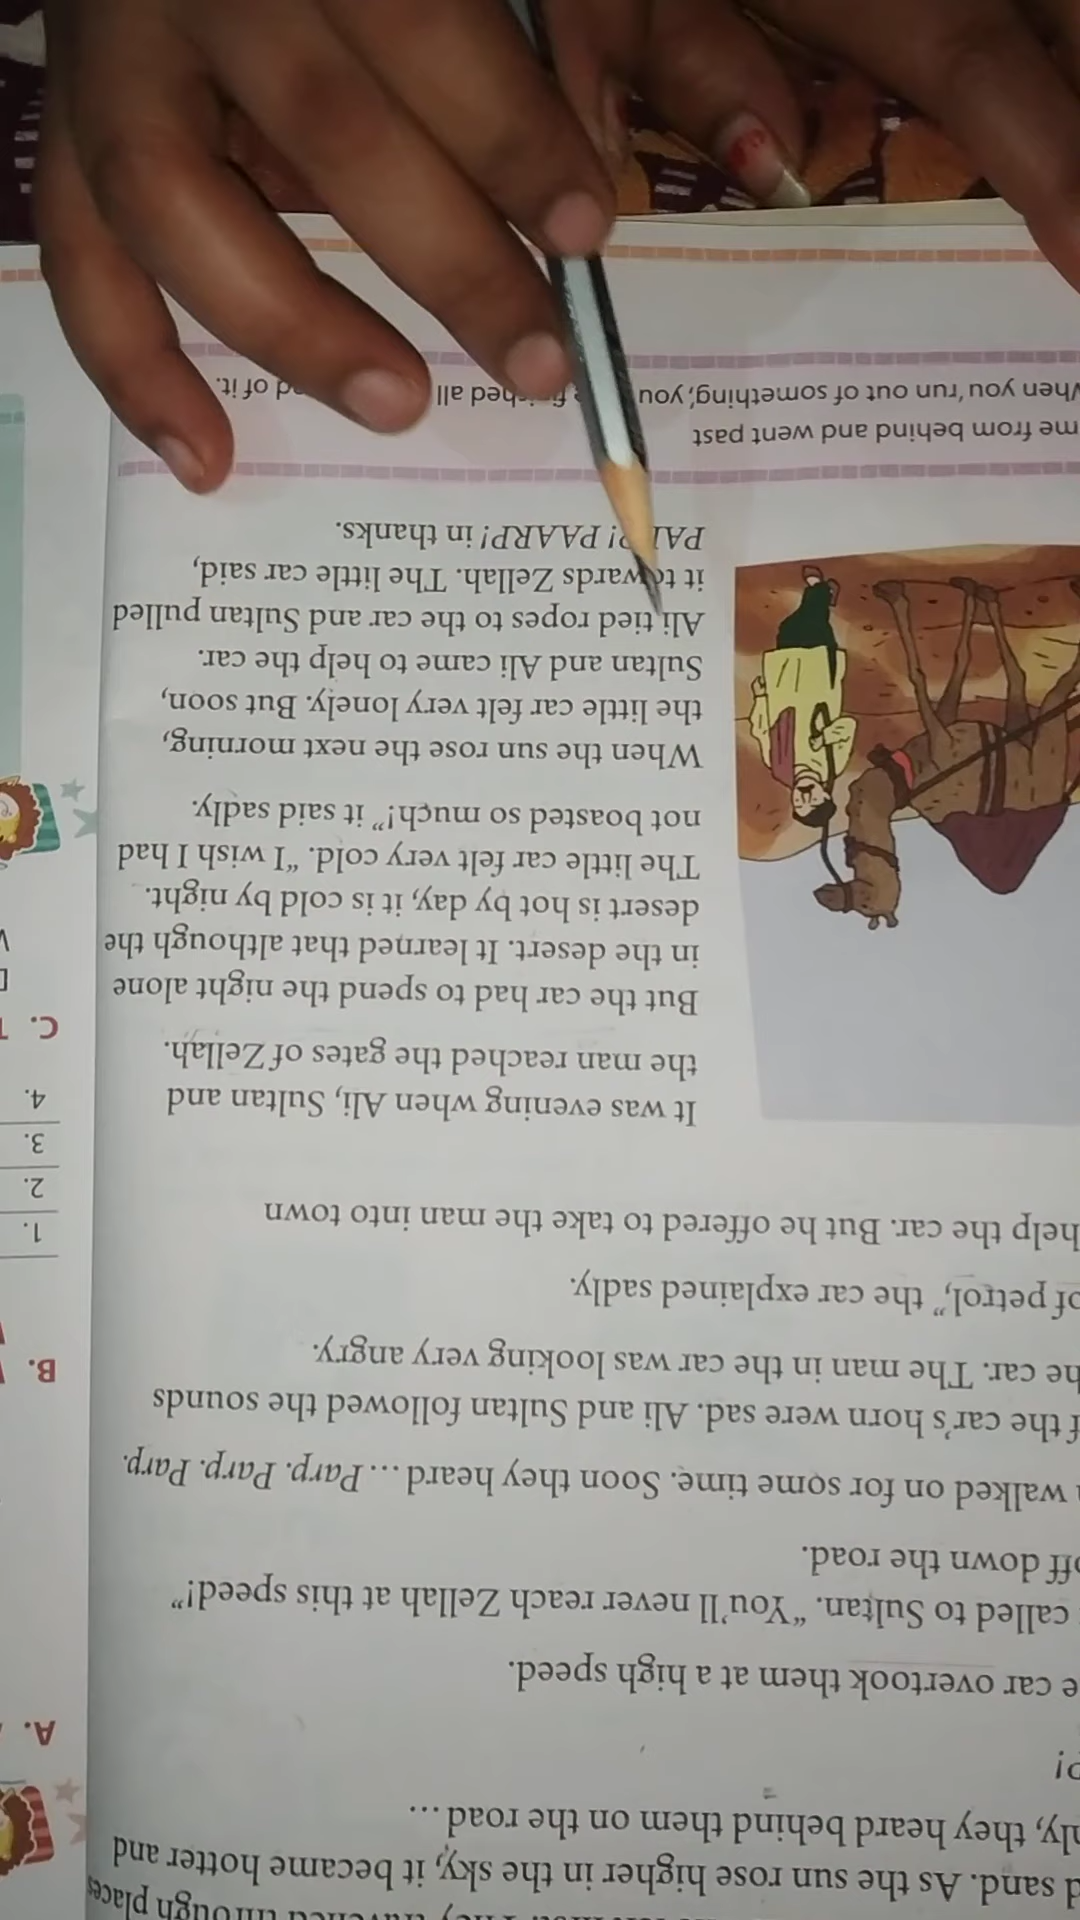 through places
d sand. As the sun rose higher in the sky, it became hotter and
ly, they heard behind them on the road ...
P!
e car overtook them at a high speed.
called to Sultan. “You’ll never reach Zellah at this speed!”
off down the road.
walked on for some time. Soon they heard ... Parp. Parp. Parp.
f the car’s horn were sad. Ali and Sultan followed the sounds
he car. The man in the car was looking very angry.
of petrol,” the car explained sadly.
help the car. But he offered to take the man into town
It was evening when Ali, Sultan and
the man reached the gates of Zellah.
But the car had to spend the night alone
in the desert. It learned that although the
desert is hot by day, it is cold by night.
The little car felt very cold. “I wish I had
not boasted so much!” it said sadly.
When the sun rose the next morning,
the little car felt very lonely. But soon,
Sultan and Ali came to help the car.
Ali tied ropes to the car and Sultan pulled
it towards Zellah. The little car said,
PAARP! in thanks.
me from behind and went past
when you ’run out of something’, you all of it.
A.
B.
1.
2.
3.
4.
C.